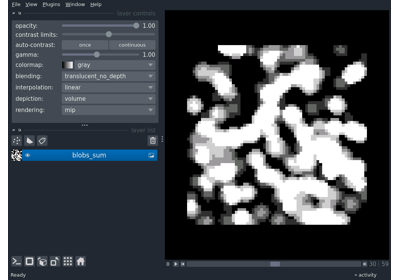 File View Plugins Window Help
layer controls
opacity: 1.00
contrast limits:
auto-contrast: once continuous
gamma: 1.00
colormap: gray
blending: translucent_no_depth
interpolation: linear
depiction: volume
rendering: mip
layer list
blobs_sum
30 59
Ready activity